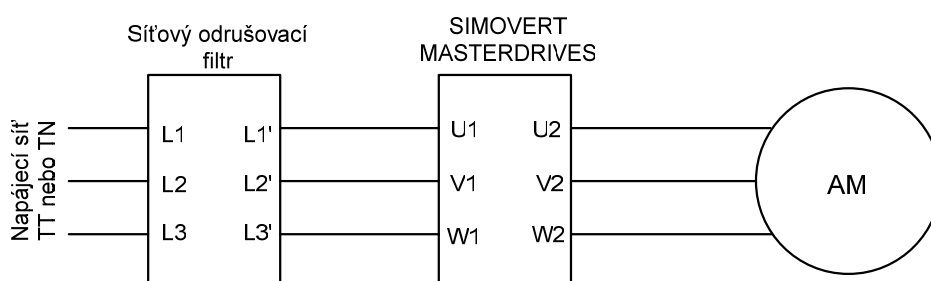 Síťový odrušovací
filtr
SIMOVERT
MASTERDRIVES
Napájecí síť
TT nebo TN
L1 L1' U1 U2
L2 L2' V1 V2 AM
L3 L3' W1 W2